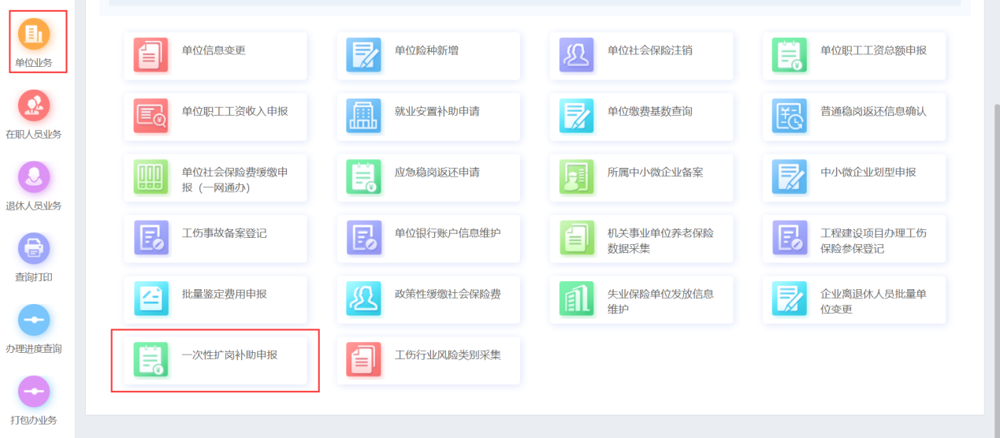 单位业务
在职人员业务
退休人员业务
查询打印
办理进度查询
打包办业务
单位信息变更
单位险种新增
单位社会保险注销
单位职工工资总额申报
单位职工工资收入申报
就业安置补助申请
单位缴费基数查询
普通稳岗返还信息确认
单位社会保险费缓缴申
报（一网通办）
应急稳岗返还申请
所属中小微企业备案
中小微企业划型申报
工伤事故备案登记
单位银行账户信息维护
机关事业单位养老保险
数据采集
工程建设项目办理工伤
保险参保登记
批量鉴定费用申报
政策性缓缴社会保险费
失业保险单位发放信息
维护
企业离退休人员批量单
位变更
一次性扩岗补助申报
工伤行业风险类别采集